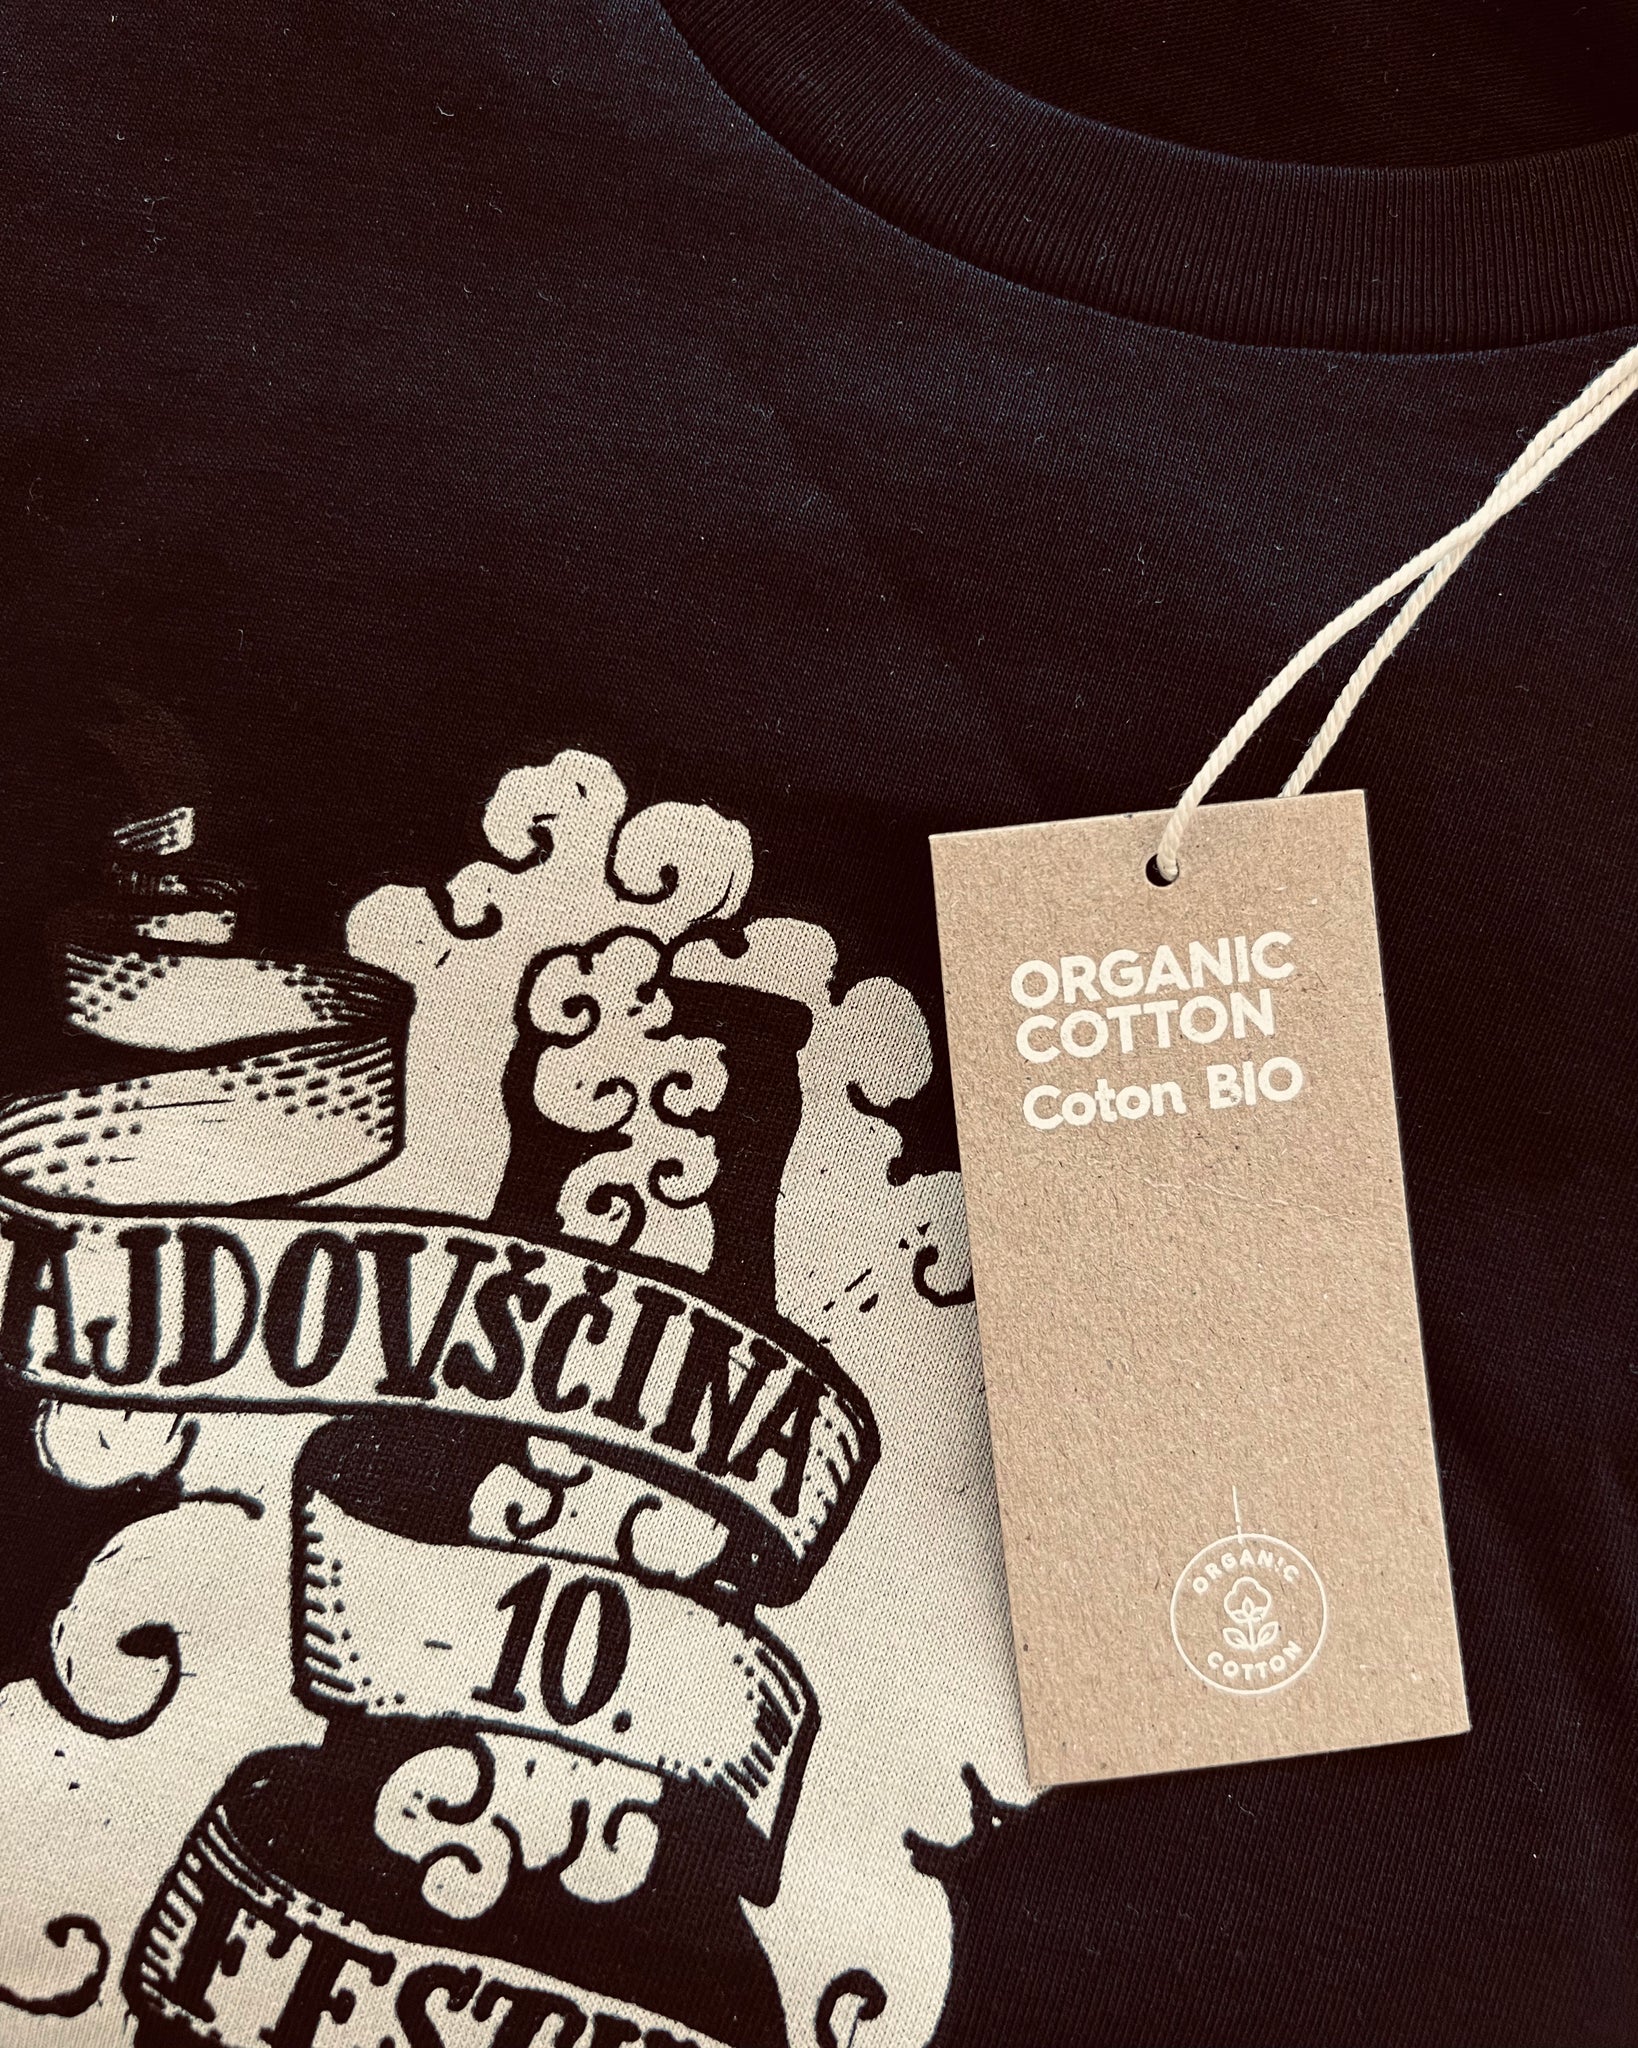 AJDOVŠČINA
10.
ORGANIC
COTTON
Coton BIO
ORGANIC
COTTON